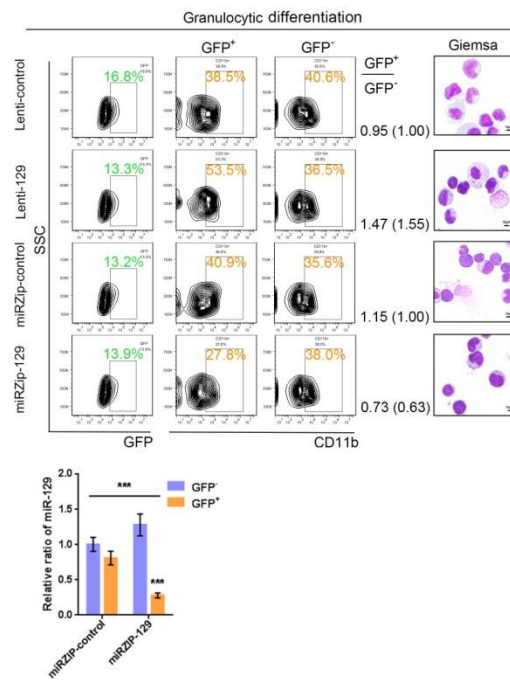 Granulocytic differentiation
GFP+ GFP- GFP+ Giemsa
GFP-
Lenti-control 16.8% 38.5% 40.6% 0.95 (1.00)
Lenti-129 13.3% 53.5% 36.5% 1.47 (1.55)
miRZip-control 13.2% 40.9% 35.6% 1.15 (1.00)
miRZip-129 13.9% 27.8% 38.0% 0.73 (0.63)
SSC
GFP CD11b
*** GFP-
GFP+
Relative ratio of miR-129
2.0
1.5
1.0
0.5
0.0
***
miRZIP-control miRZIP-129